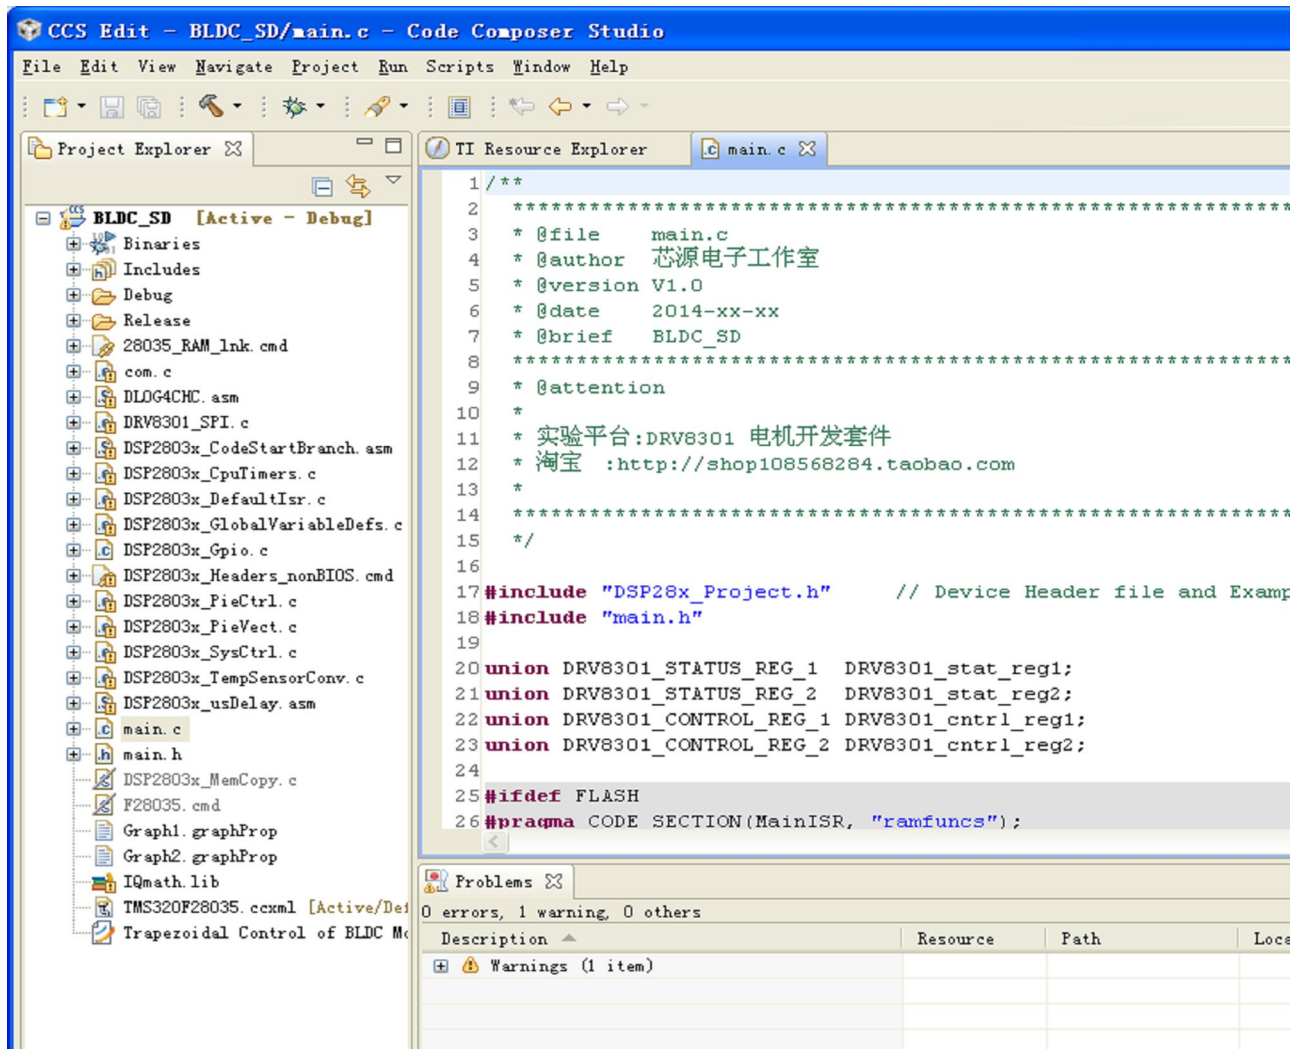 CCS Edit - BLDC_SD/main.c - Code Composer Studio
File Edit View Navigate Project Run Scripts Window Help
Project Explorer
BLDC_SD [Active - Debug]
Binaries
Includes
Debug
Release
28035_RAM_lnk.cmd
com.c
DLOG4CHC.asm
DRV8301_SPI.c
DSP2803x_CodeStartBranch.asm
DSP2803x_CpuTimers.c
DSP2803x_DefaultIsr.c
DSP2803x_GlobalVariableDefs.c
DSP2803x_Gpio.c
DSP2803x_Headers_nonBIOS.cmd
DSP2803x_PieCtrl.c
DSP2803x_PieVect.c
DSP2803x_SysCtrl.c
DSP2803x_TempSensorConv.c
DSP2803x_usDelay.asm
main.c
main.h
DSP2803x_MemCopy.c
F28035.cmd
Graph1.graphProp
Graph2.graphProp
IQmath.lib
TMS320F28035.ccxml [Active/Def
Trapezoidal Control of BLDC Mo
TI Resource Explorer main.c
1 /**
2 ****************************************************************
3 * @file main.c
4 * @author 芯源电子工作室
5 * @version V1.0
6 * @date 2014-xx-xx
7 * @brief BLDC_SD
8 ****************************************************************
9 * @attention
10 *
11 * 实验平台:DRV8301 电机开发套件
12 * 淘宝 :http://shop108568284.taobao.com
13 *
14 ****************************************************************
15 */
16
17 #include "DSP28x_Project.h" // Device Header file and Examp
18 #include "main.h"
19
20 union DRV8301_STATUS_REG_1 DRV8301_stat_reg1;
21 union DRV8301_STATUS_REG_2 DRV8301_stat_reg2;
22 union DRV8301_CONTROL_REG_1 DRV8301_cntrl_reg1;
23 union DRV8301_CONTROL_REG_2 DRV8301_cntrl_reg2;
24
25 #ifdef FLASH
26 #pragma CODE_SECTION(MainISR, "ramfuncs");
Problems
0 errors, 1 warning, 0 others
Description Resource Path Loca
Warnings (1 item)